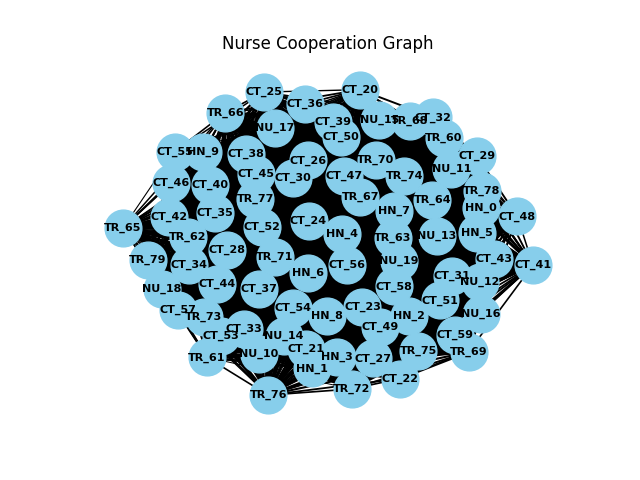 Nurse Cooperation Graph
CT_25
CT_20
CT_36
TR_66
CT_32
CT_39
NU_15
TR_68
NU_17
CT_50
TR_60
CT_55
HN_9
CT_38
CT_29
CT_26
TR_70
NU_11
CT_45
CT_30
CT_47
TR_74
CT_46
CT_40
TR_78
TR_77
TR_67
TR_64
HN_0
CT_42
CT_35
HN_7
CT_48
CT_24
TR_65
CT_52
TR_62
HN_4
TR_63
NU_13
HN_5
CT_28
TR_71
TR_79
CT_34
CT_56
NU_19
CT_43
CT_41
HN_6
CT_31
NU_12
NU_18
CT_44
CT_37
CT_58
CT_51
CT_57
CT_54
CT_23
TR_73
HN_8
HN_2
NU_16
CT_33
CT_49
CT_53
NU_14
CT_59
CT_21
TR_61
NU_10
HN_3
CT_27
TR_75
TR_69
HN_1
CT_22
TR_76
TR_72